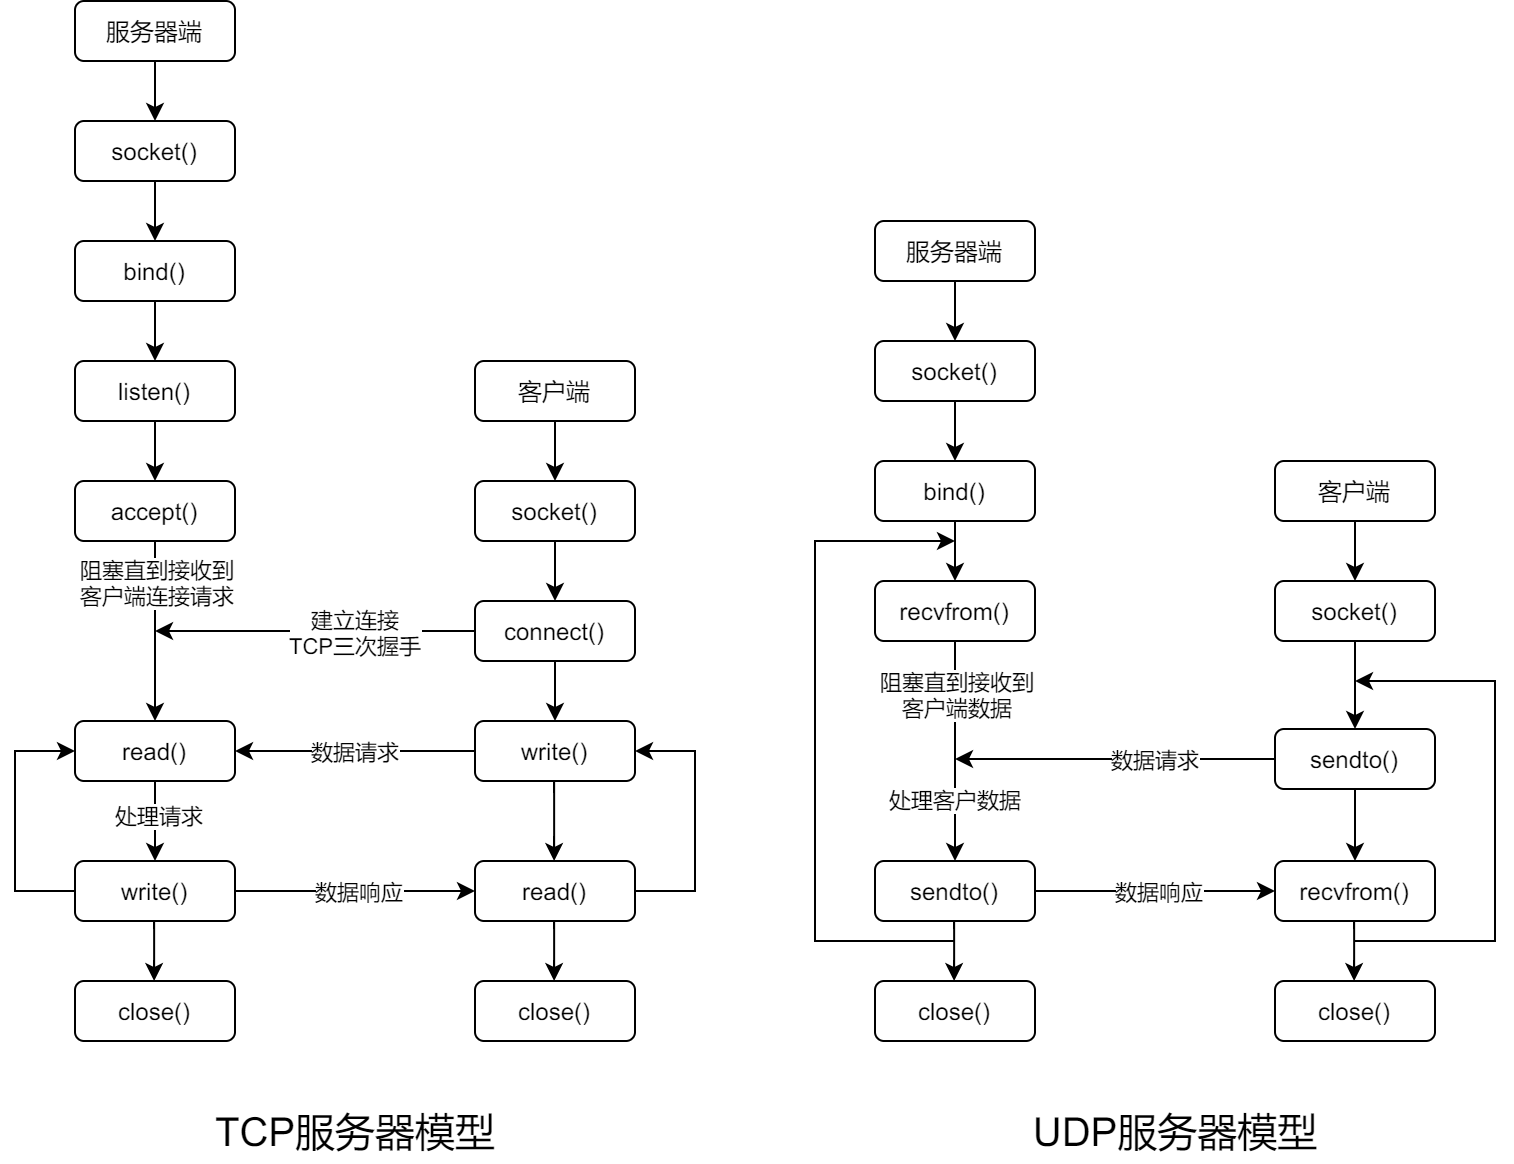 服务器端
socket()
bind()
listen()
accept()
阻塞直到接收到
客户端连接请求
read()
处理请求
write()
close()
客户端
socket()
connect()
建立连接
TCP三次握手
write()
数据请求
read()
数据响应
close()
TCP服务器模型
服务器端
socket()
bind()
recvfrom()
阻塞直到接收到
客户端数据
处理客户数据
sendto()
close()
客户端
socket()
sendto()
数据请求
recvfrom()
数据响应
close()
UDP服务器模型